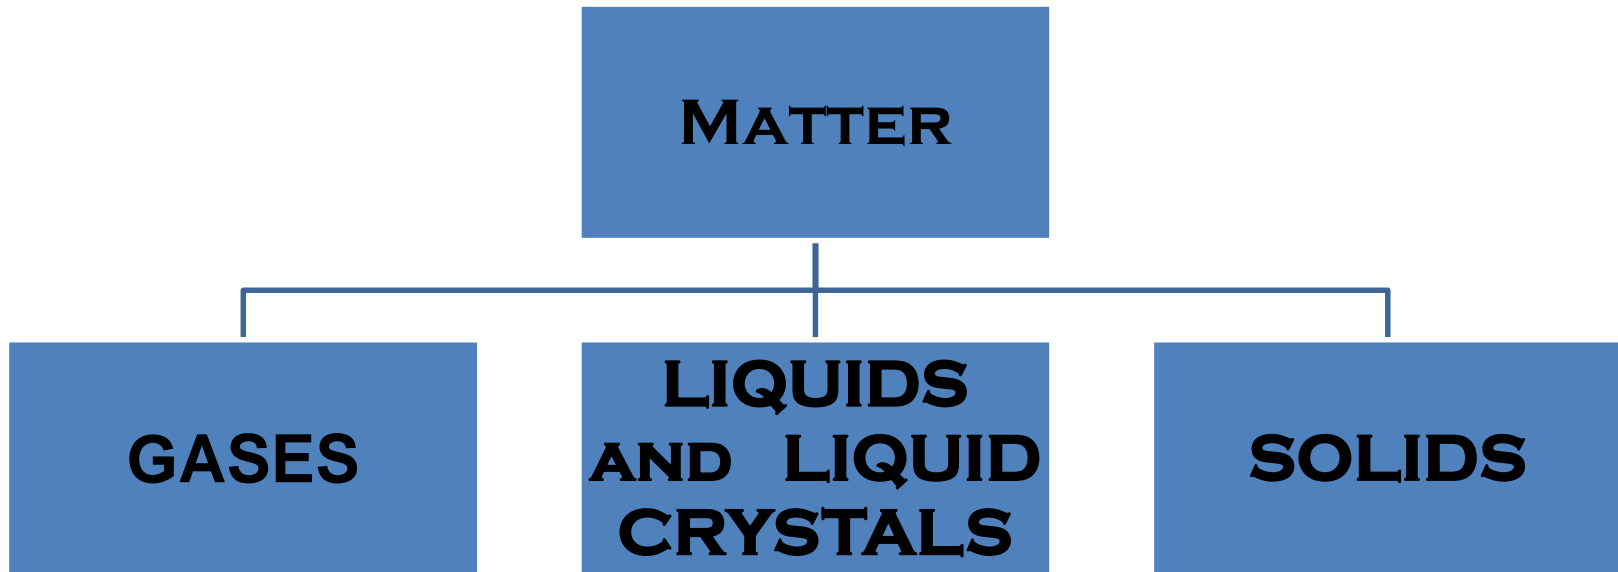 Matter
GASES
LIQUIDS
AND LIQUID
CRYSTALS
SOLIDS